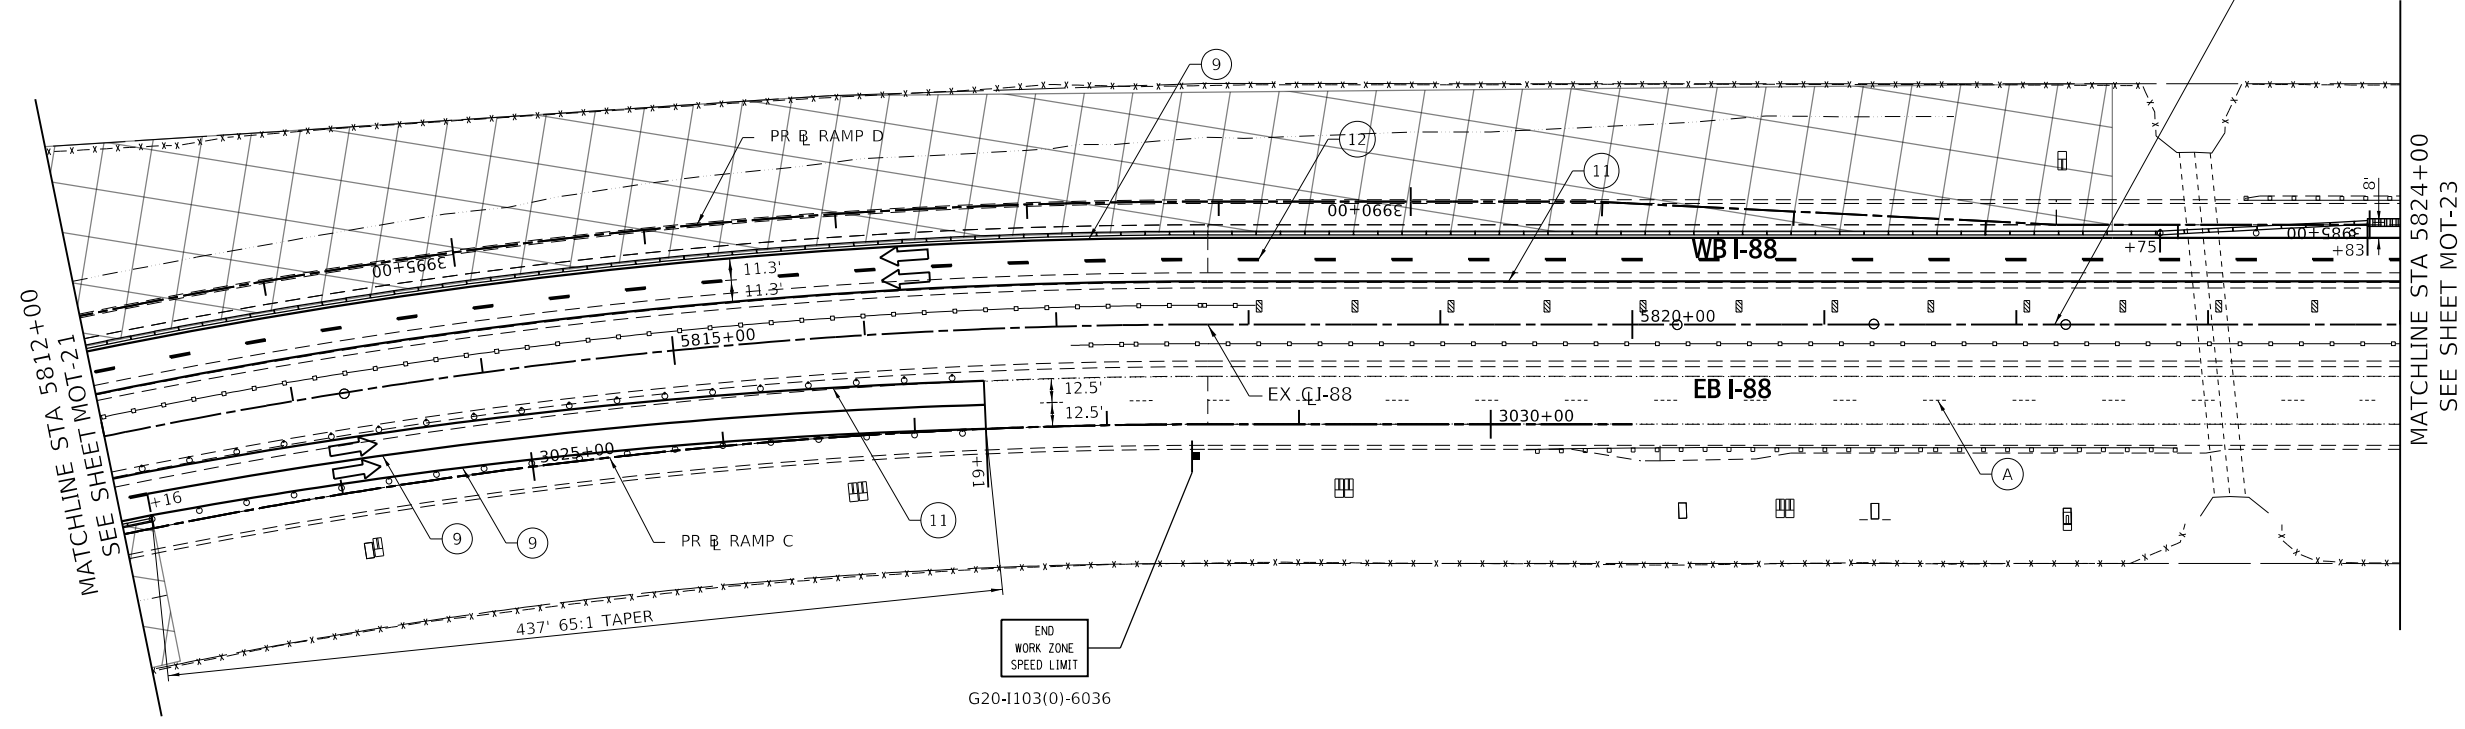 9
PR BL RAMP D
12
11
3990+00
3995+00
8'
3985+00
+75
+83
WB I-88
11.3'
11.3'
5815+00
5820+00
MATCHLINE STA 5812+00
SEE SHEET MOT-21
MATCHLINE STA 5824+00
SEE SHEET MOT-23
12.5'
12.5'
EX CL I-88
EB I-88
3030+00
3025+00
+61
+16
A
11
9
9
PR BL RAMP C
437' 65:1 TAPER
END
WORK ZONE
SPEED LIMIT
G20-I103(0)-6036